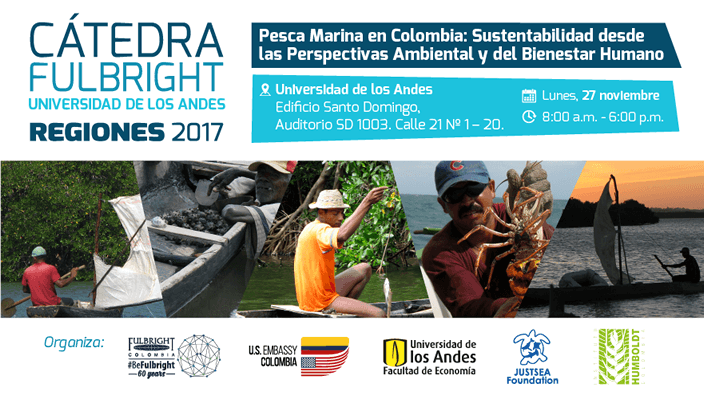 CÁTEDRA
FULBRIGHT
UNIVERSIDAD DE LOS ANDES
REGIONES 2017
Pesca Marina en Colombia: Sustentabilidad desde
las Perspectivas Ambiental y del Bienestar Humano
Universidad de los Andes
Edificio Santo Domingo,
Auditorio SD 1003. Calle 21 Nº 1 – 20.
Lunes, 27 noviembre
8:00 a.m. - 6:00 p.m.
Organiza:
FULBRIGHT
COLOMBIA
#BeFulbright
60 years
U.S. EMBASSY
COLOMBIA
Universidad de
los Andes
Facultad de Economía
JUSTSEA
Foundation
HUMBOLDT